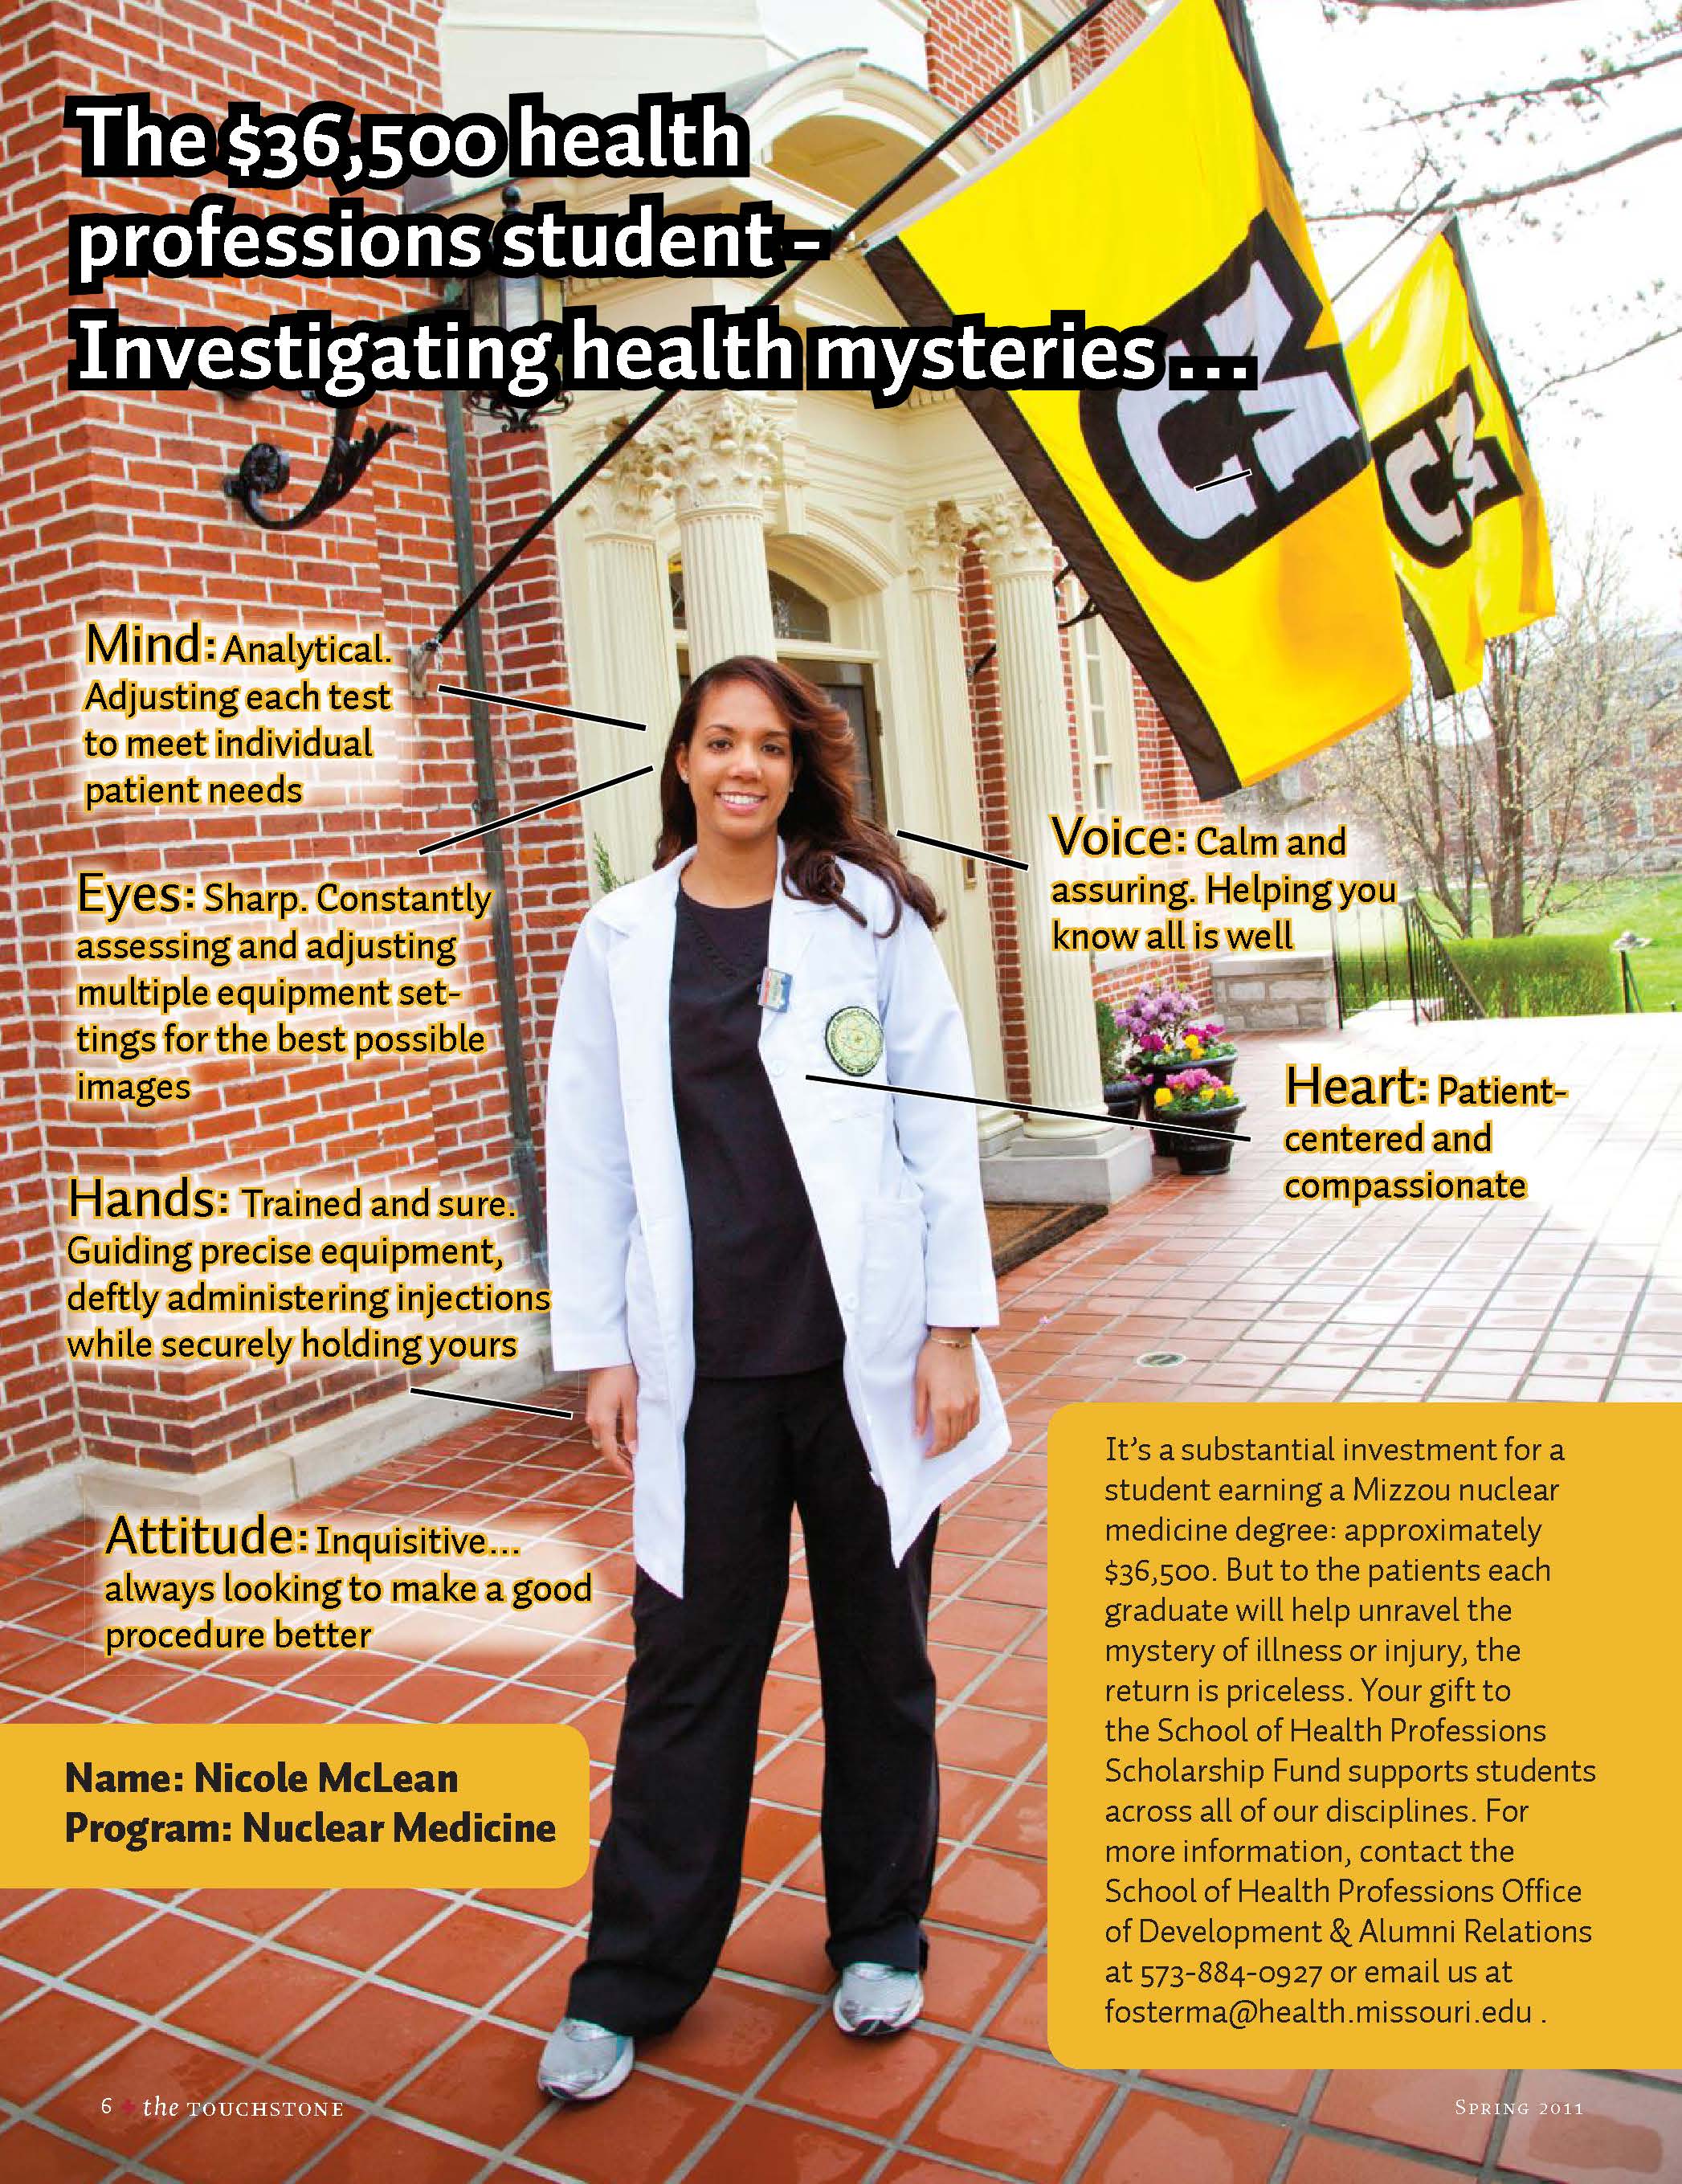 The $36,500 health
professions student –
Investigating health mysteries ...
Mind: Analytical.
Adjusting each test
to meet individual
patient needs
Eyes: Sharp. Constantly
assessing and adjusting
multiple equipment set-
tings for the best possible
images
Hands: Trained and sure.
Guiding precise equipment,
deftly administering injections
while securely holding yours
Attitude: Inquisitive...
always looking to make a good
procedure better
Voice: Calm and
assuring. Helping you
know all is well
Heart: Patient-
centered and
compassionate
Name: Nicole McLean
Program: Nuclear Medicine
It’s a substantial investment for a
student earning a Mizzou nuclear
medicine degree: approximately
$36,500. But to the patients each
graduate will help unravel the
mystery of illness or injury, the
return is priceless. Your gift to
the School of Health Professions
Scholarship Fund supports students
across all of our disciplines. For
more information, contact the
School of Health Professions Office
of Development & Alumni Relations
at 573-884-0927 or email us at
fosterma@health.missouri.edu .
6 + the TOUCHSTONE
SPRING 2011